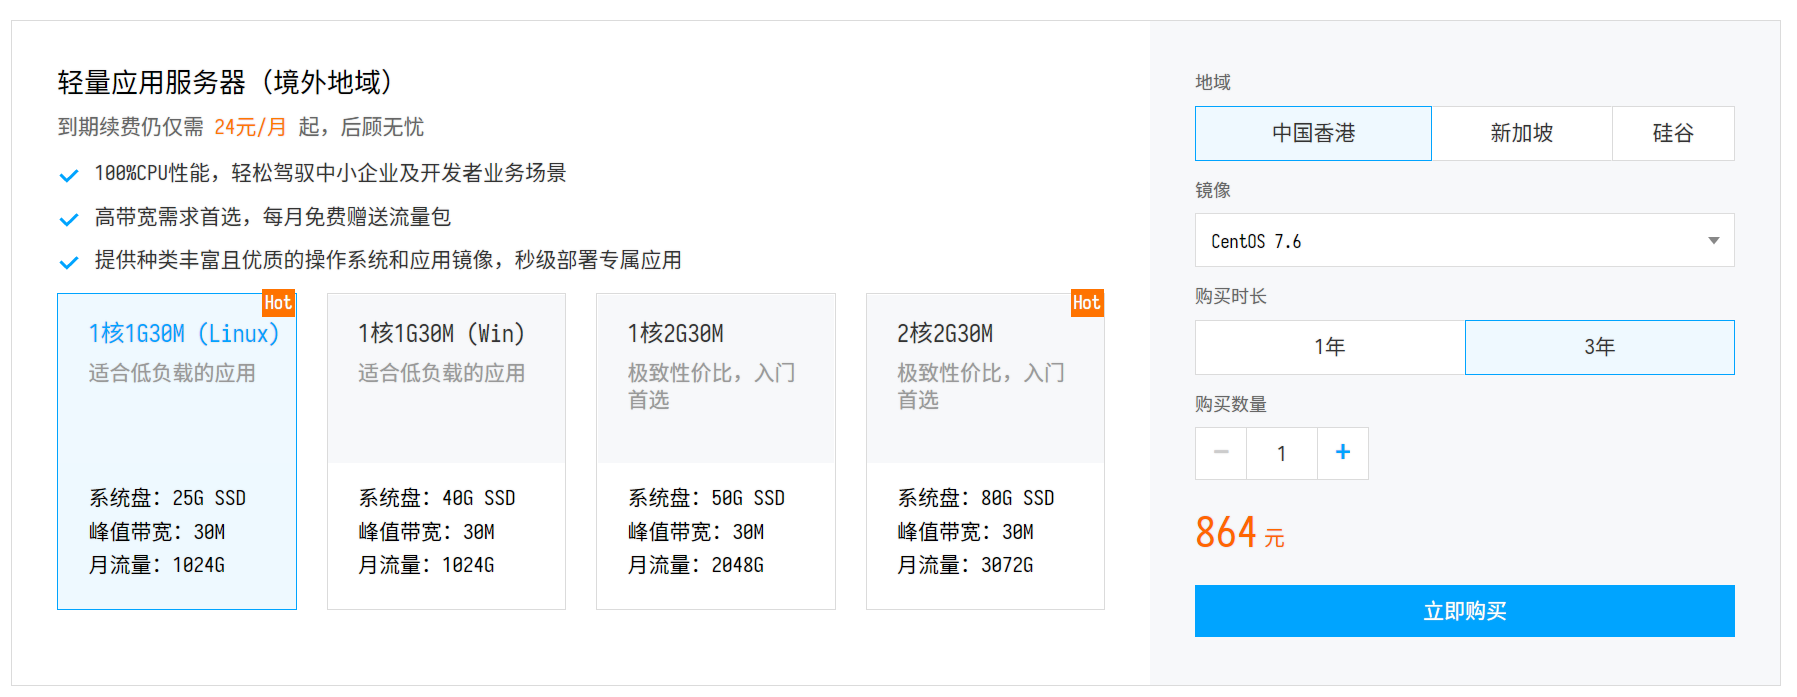 轻量应用服务器（境外地域）
到期续费仍仅需 24元/月 起，后顾无忧
100%CPU性能，轻松驾驭中小企业及开发者业务场景
高带宽需求首选，每月免费赠送流量包
提供种类丰富且优质的操作系统和应用镜像，秒级部署专属应用
Hot
1核1G30M (Linux)
适合低负载的应用
系统盘：25G SSD
峰值带宽：30M
月流量：1024G
1核1G30M (Win)
适合低负载的应用
系统盘：40G SSD
峰值带宽：30M
月流量：1024G
1核2G30M
极致性价比，入门
首选
系统盘：50G SSD
峰值带宽：30M
月流量：2048G
Hot
2核2G30M
极致性价比，入门
首选
系统盘：80G SSD
峰值带宽：30M
月流量：3072G
地域
中国香港 新加坡 硅谷
镜像
CentOS 7.6
购买时长
1年 3年
购买数量
− 1 +
864 元
立即购买